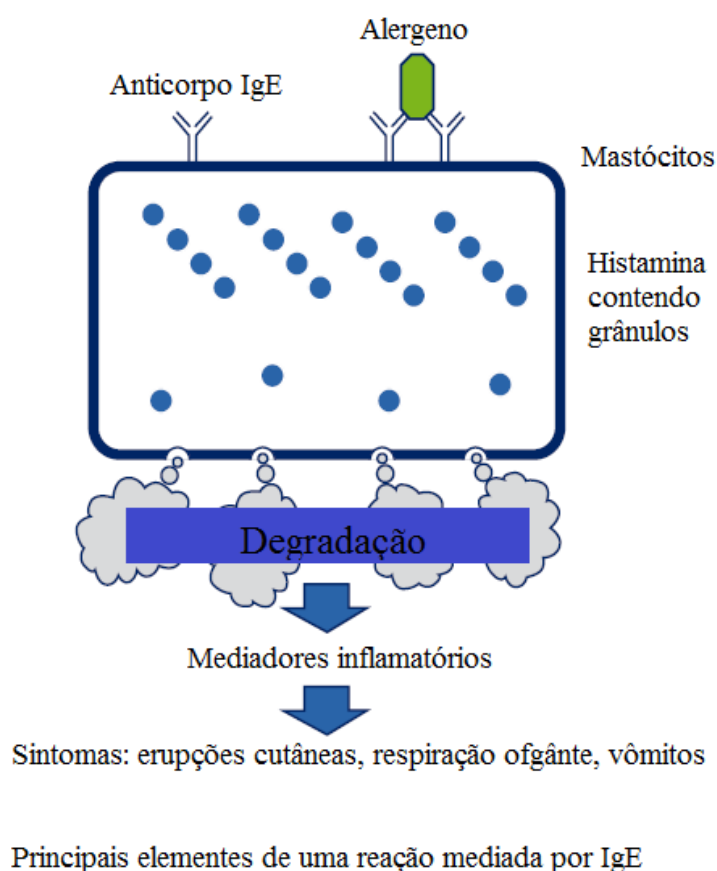 Alergeno
Anticorpo IgE
Mastócitos
Histamina
contendo
grânulos
Degradação
Mediadores inflamatórios
Sintomas: erupções cutâneas, respiração ofgânte, vômitos
Principais elementos de uma reação mediada por IgE